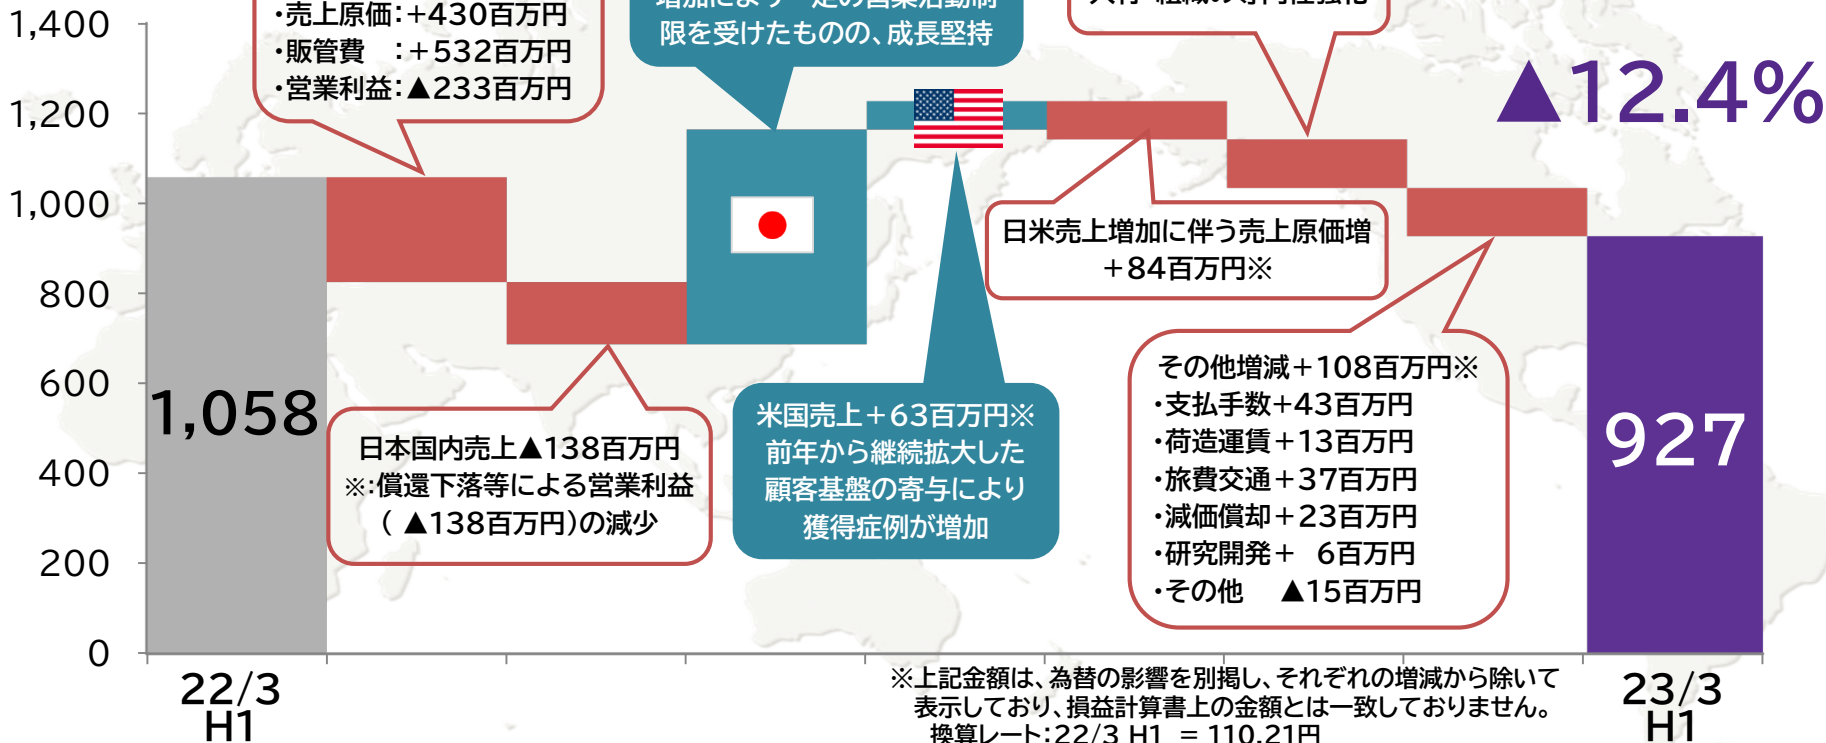 ・売上原価:+430百万円
・販管費 :+532百万円
・営業利益:▲233百万円
限を受けたものの、成長堅持
▲12.4%
1,400
1,200
1,000
800
600
400
200
0
日米売上増加に伴う売上原価増
+84百万円※
1,058
日本国内売上▲138百万円
※:償還下落等による営業利益
( ▲138百万円)の減少
米国売上+63百万円※
前年から継続拡大した
顧客基盤の寄与により
獲得症例が増加
その他増減+108百万円※
・支払手数+43百万円
・荷造運賃+13百万円
・旅費交通+37百万円
・減価償却+23百万円
・研究開発+ 6百万円
・その他 ▲15百万円
927
22/3
H1
23/3
H1
※上記金額は、為替の影響を別掲し、それぞれの増減から除いて
表示しており、損益計算書上の金額とは一致しておりません。
換算レート:22/3 H1 = 110.21円